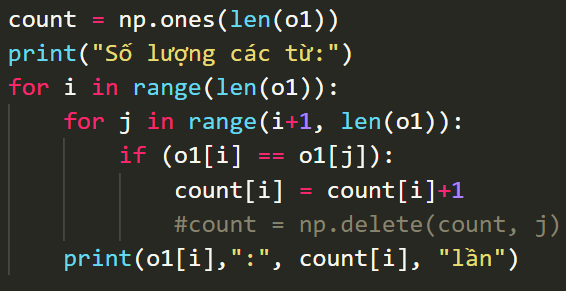 count = np.ones(len(o1))
print("Số lượng các từ:")
for i in range(len(o1)):
    for j in range(i+1, len(o1)):
        if (o1[i] == o1[j]):
            count[i] = count[i]+1
            #count = np.delete(count, j)
    print(o1[i],":", count[i], "lần")